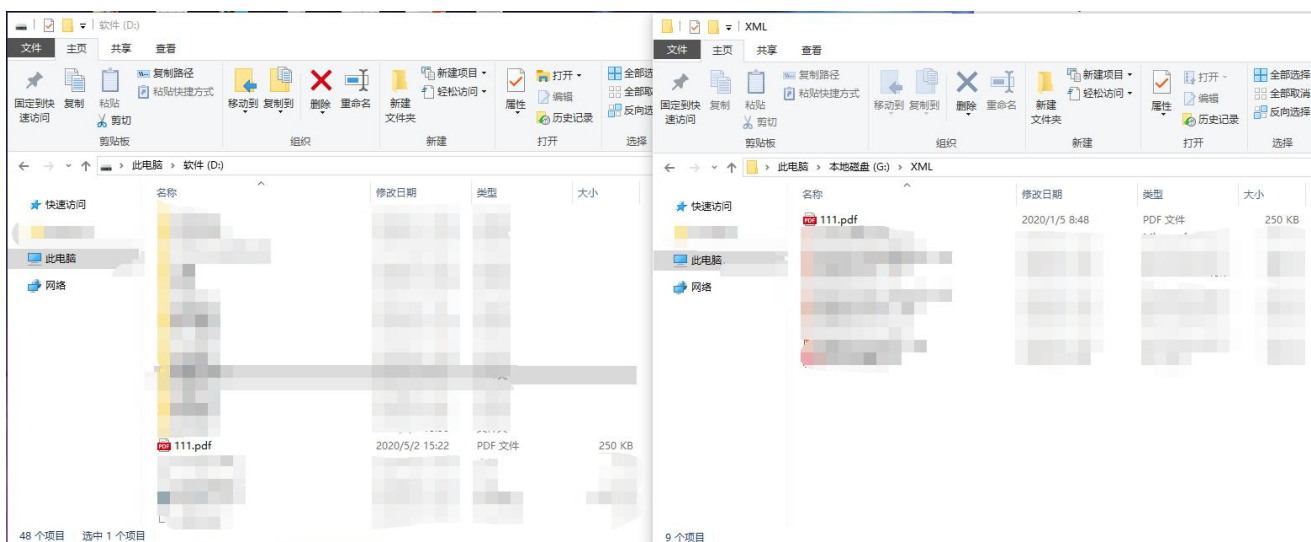 软件 (D:)
文件 主页 共享 查看
固定到快速访问
复制
粘贴
复制路径
粘贴快捷方式
剪切
剪贴板
移动到
复制到
删除
重命名
组织
新建文件夹
新建项目
轻松访问
新建
属性
打开
编辑
历史记录
打开
全部选
全部取
反向选
选择
此电脑 › 软件 (D:)
名称 修改日期 类型 大小
快速访问
此电脑
网络
111.pdf 2020/5/2 15:22 PDF 文件 250 KB
48 个项目 选中 1 个项目
XML
文件 主页 共享 查看
固定到快速访问
复制
粘贴
复制路径
粘贴快捷方式
剪切
剪贴板
移动到
复制到
删除
重命名
组织
新建文件夹
新建项目
轻松访问
新建
属性
打开
编辑
历史记录
打开
全部选择
全部取消
反向选择
选择
此电脑 › 本地磁盘 (G:) › XML
名称 修改日期 类型 大小
快速访问
此电脑
网络
111.pdf 2020/1/5 8:48 PDF 文件 250 KB
9 个项目